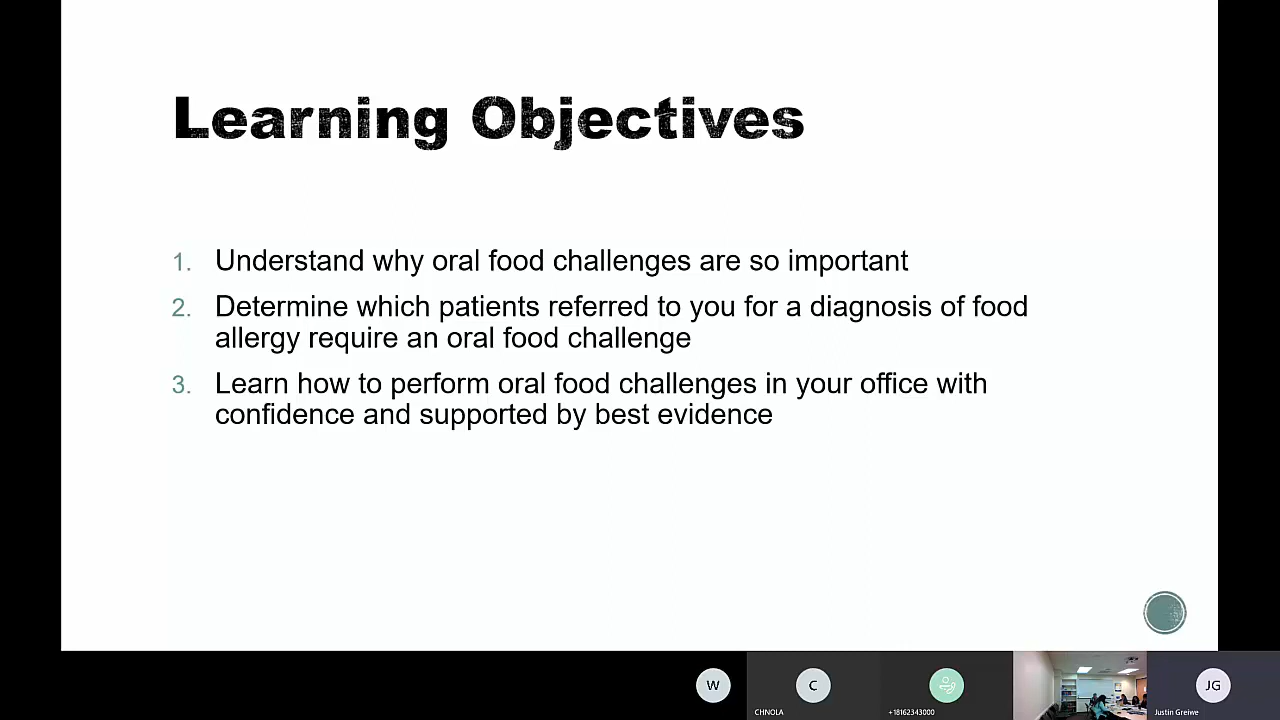 Learning Objectives
1. Understand why oral food challenges are so important
2. Determine which patients referred to you for a diagnosis of food
allergy require an oral food challenge
3. Learn how to perform oral food challenges in your office with
confidence and supported by best evidence
W
C
JG
CHNOLA
+18162343000
Justin Greiwe